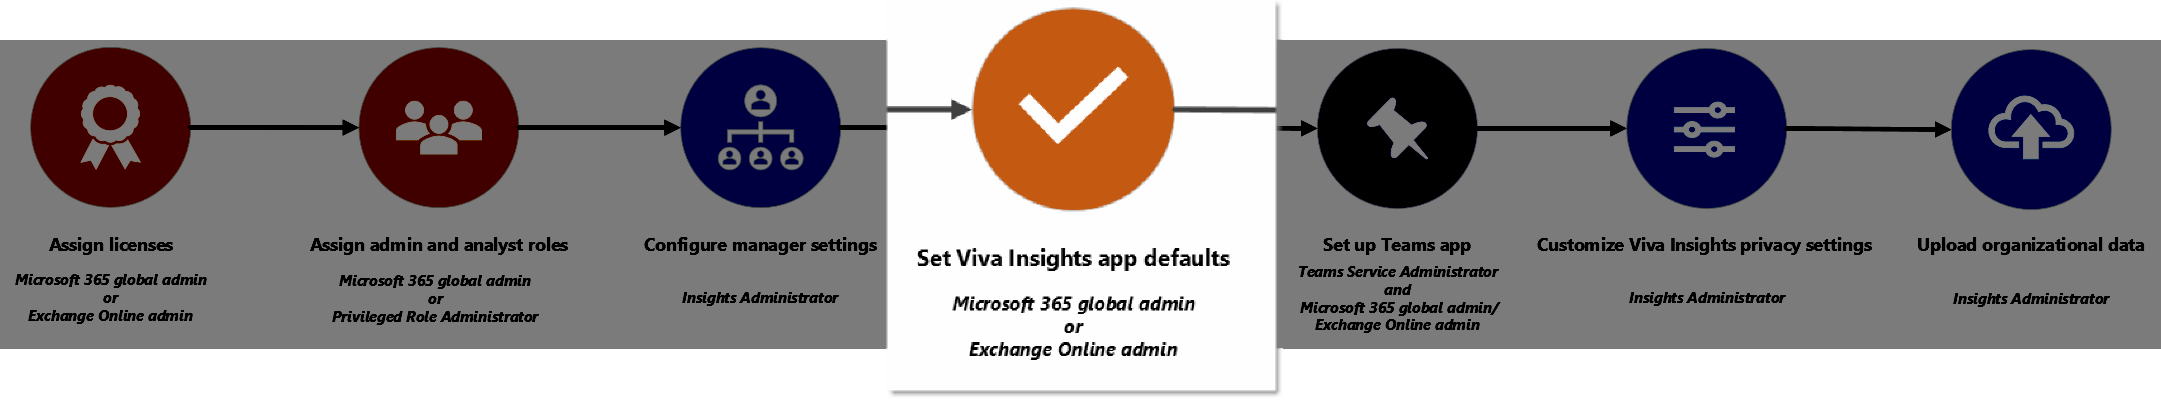 Assign licenses
Microsoft 365 global admin
or
Exchange Online admin
Assign admin and analyst roles
Microsoft 365 global admin
or
Privileged Role Administrator
Configure manager settings
Insights Administrator
Set Viva Insights app defaults
Microsoft 365 global admin
or
Exchange Online admin
Set up Teams app
Teams Service Administrator
and
Microsoft 365 global admin/
Exchange Online admin
Customize Viva Insights privacy settings
Insights Administrator
Upload organizational data
Insights Administrator